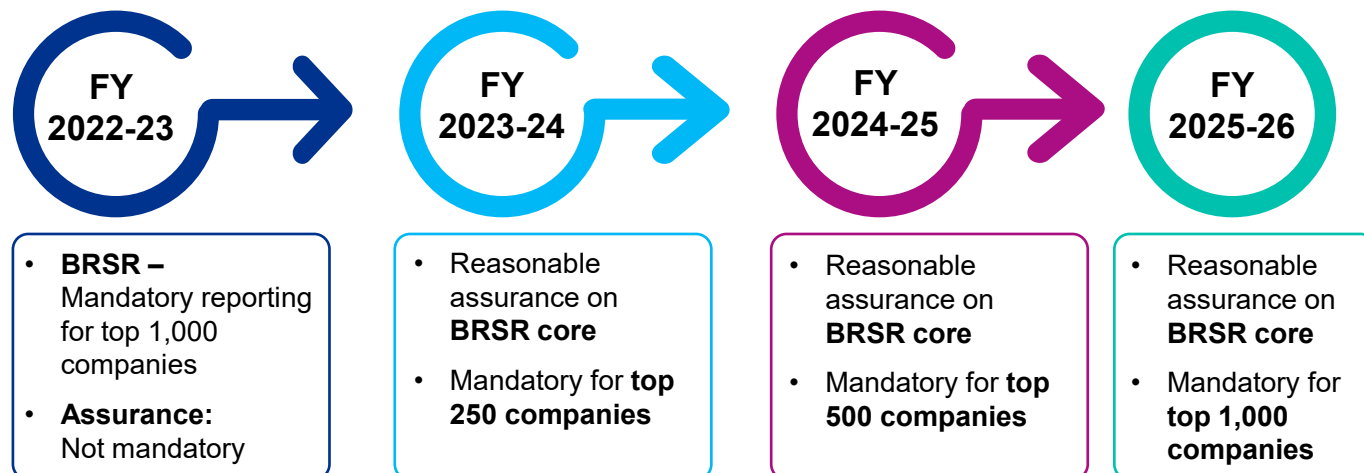 FY
2022-23
FY
2023-24
FY
2024-25
FY
2025-26
• BRSR –
Mandatory reporting
for top 1,000
companies
• Assurance:
Not mandatory
• Reasonable
assurance on
BRSR core
• Mandatory for top
250 companies
• Reasonable
assurance on
BRSR core
• Mandatory for top
500 companies
• Reasonable
assurance on
BRSR core
• Mandatory for
top 1,000
companies